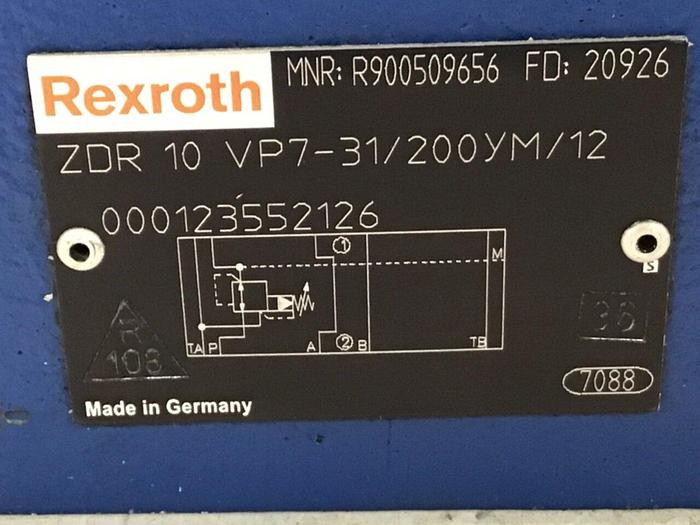 Rexroth
MNR: R900509656 FD: 20926
ZDR 10 VP7-31/200YM/12
000123552126
1
M
S
R
108
TA P A 2 B TB
36
7088
Made in Germany